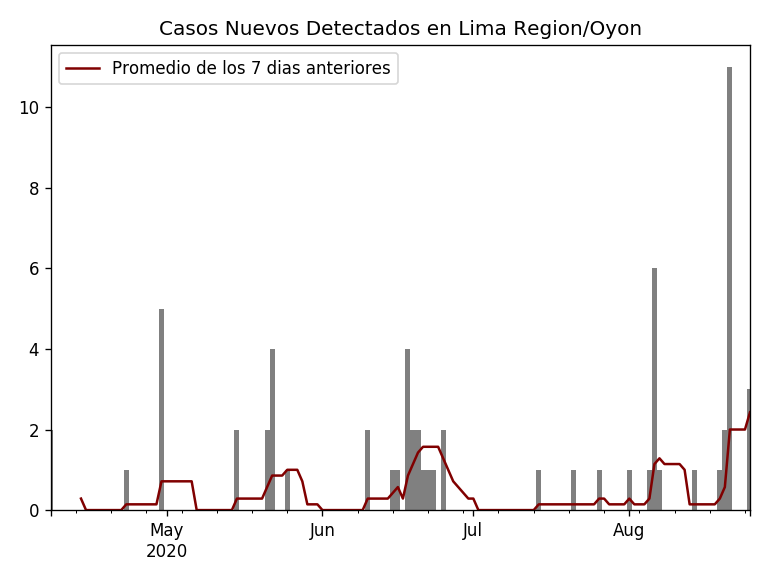 Casos Nuevos Detectados en Lima Region/Oyon
Promedio de los 7 dias anteriores
10
8
6
4
2
0
May Jun Jul Aug
2020